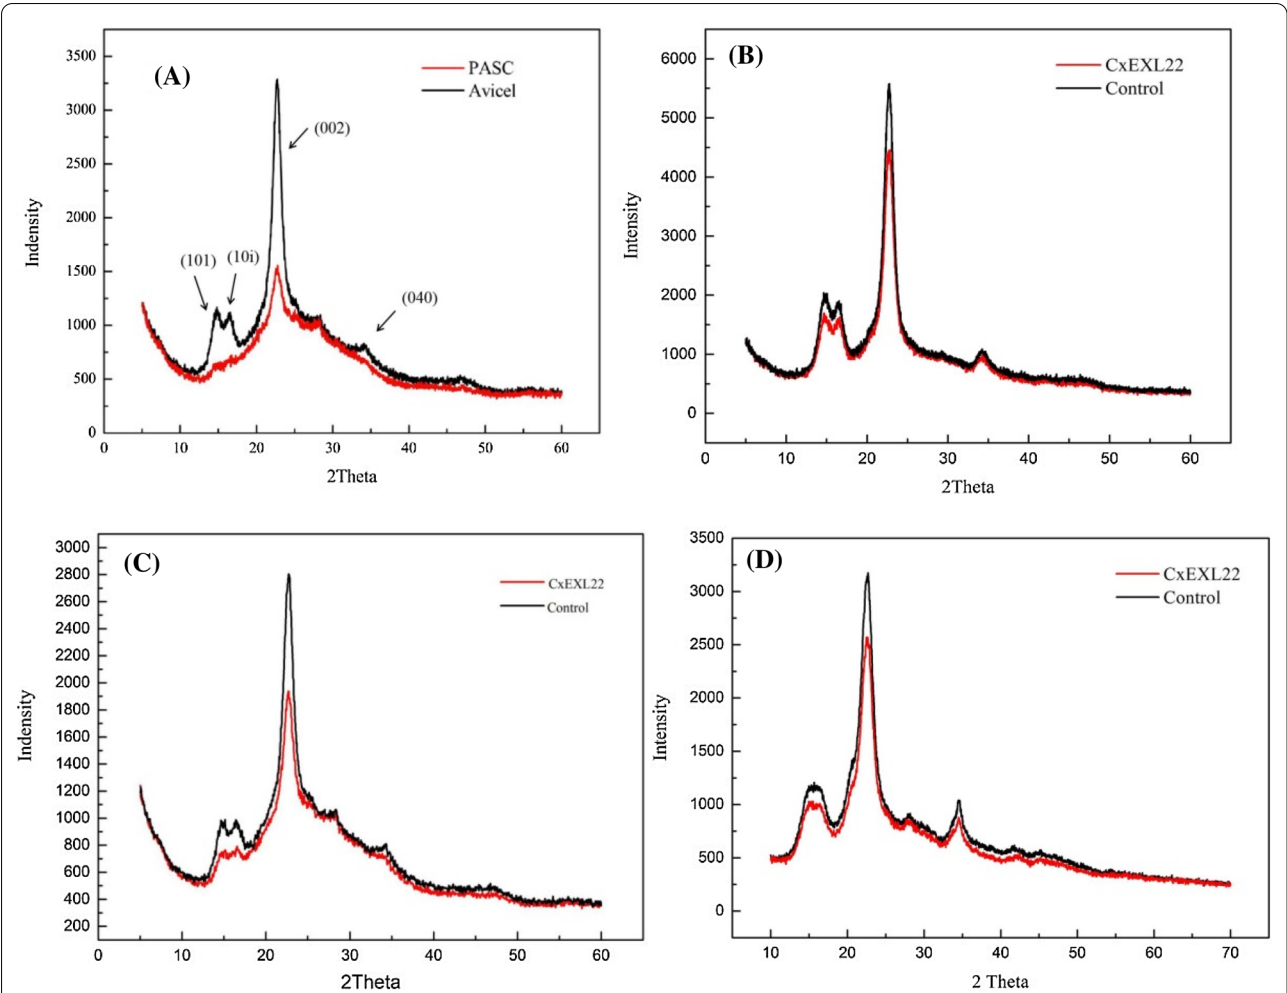 (A)
PASC
Avicel
(002)
(101)
(10i)
(040)
3500
3000
2500
2000
1500
1000
500
0
0 10 20 30 40 50 60
Indensity
2Theta
(B)
CxEXL22
Control
6000
5000
4000
3000
2000
1000
0
0 10 20 30 40 50 60
Intensity
2Theta
(C)
CxEXL22
Control
3000
2800
2600
2400
2200
2000
1800
1600
1400
1200
1000
800
600
400
200
0 10 20 30 40 50 60
Indensity
2Theta
(D)
CxEXL22
Control
3500
3000
2500
2000
1500
1000
500
0
10 20 30 40 50 60 70
Intensity
2 Theta